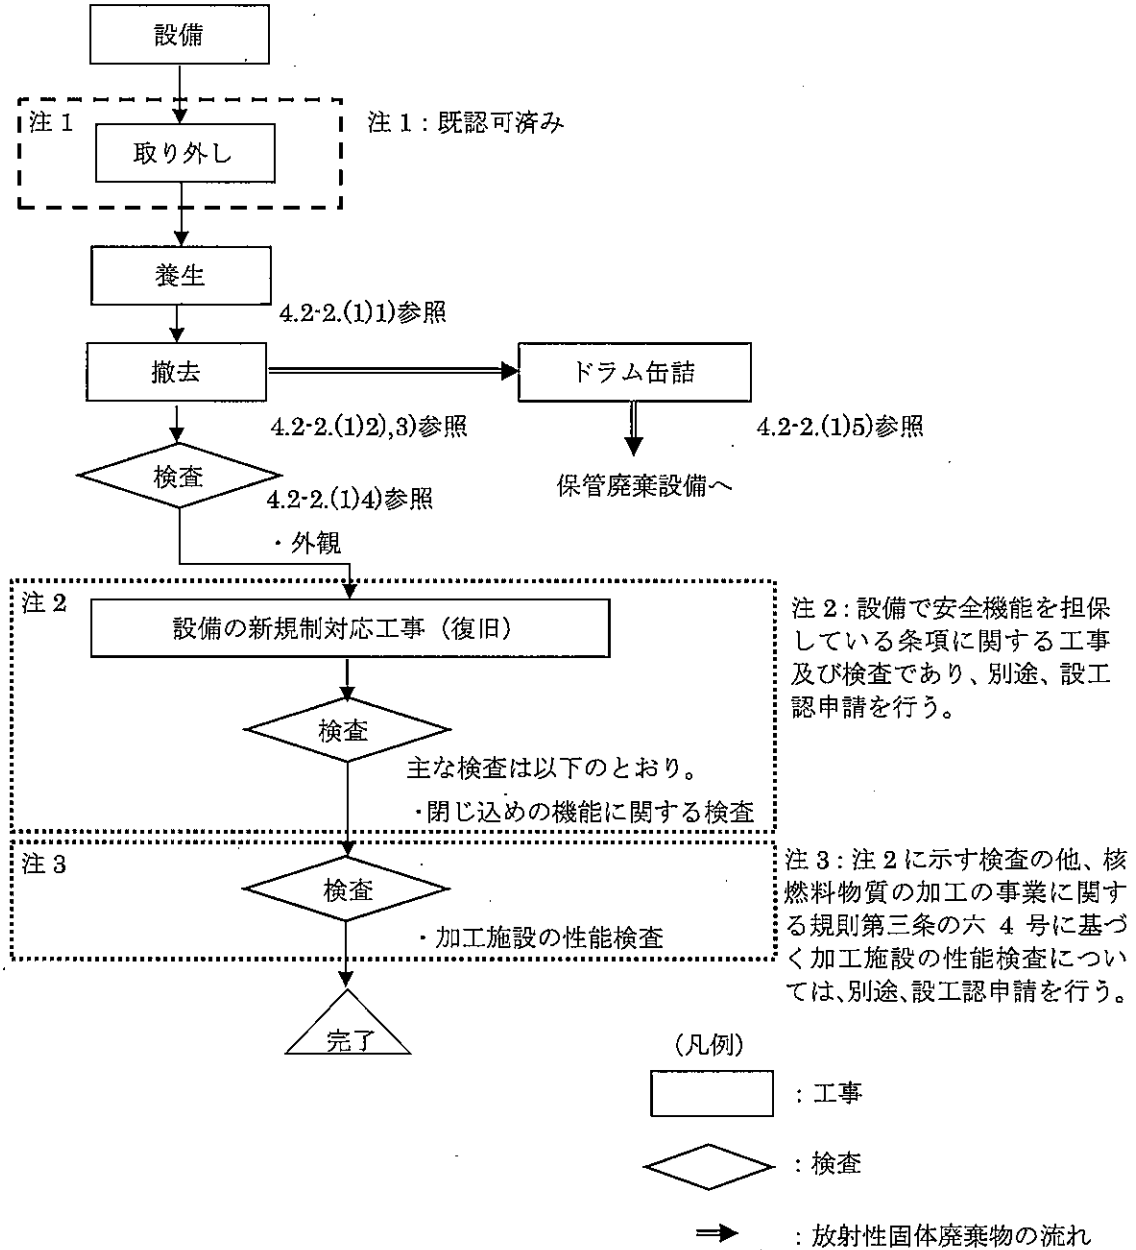 設備
注1
注1：既認可済み
取り外し
養生
4.2-2.(1)1)参照
撤去
ドラム缶詰
4.2-2.(1)2),3)参照
4.2-2.(1)5)参照
検査
保管廃棄設備へ
4.2-2.(1)4)参照
・外観
注2
設備の新規制対応工事（復旧）
注2：設備で安全機能を担保
している条項に関する工事
及び検査であり、別途、設工
認申請を行う。
検査
主な検査は以下のとおり。
・閉じ込めの機能に関する検査
注3
検査
・加工施設の性能検査
注3：注2に示す検査の他、核
燃料物質の加工の事業に関す
る規則第三条の六 4 号に基づ
く加工施設の性能検査につい
ては、別途、設工認申請を行う。
完了
（凡例）
：工事
：検査
：放射性固体廃棄物の流れ